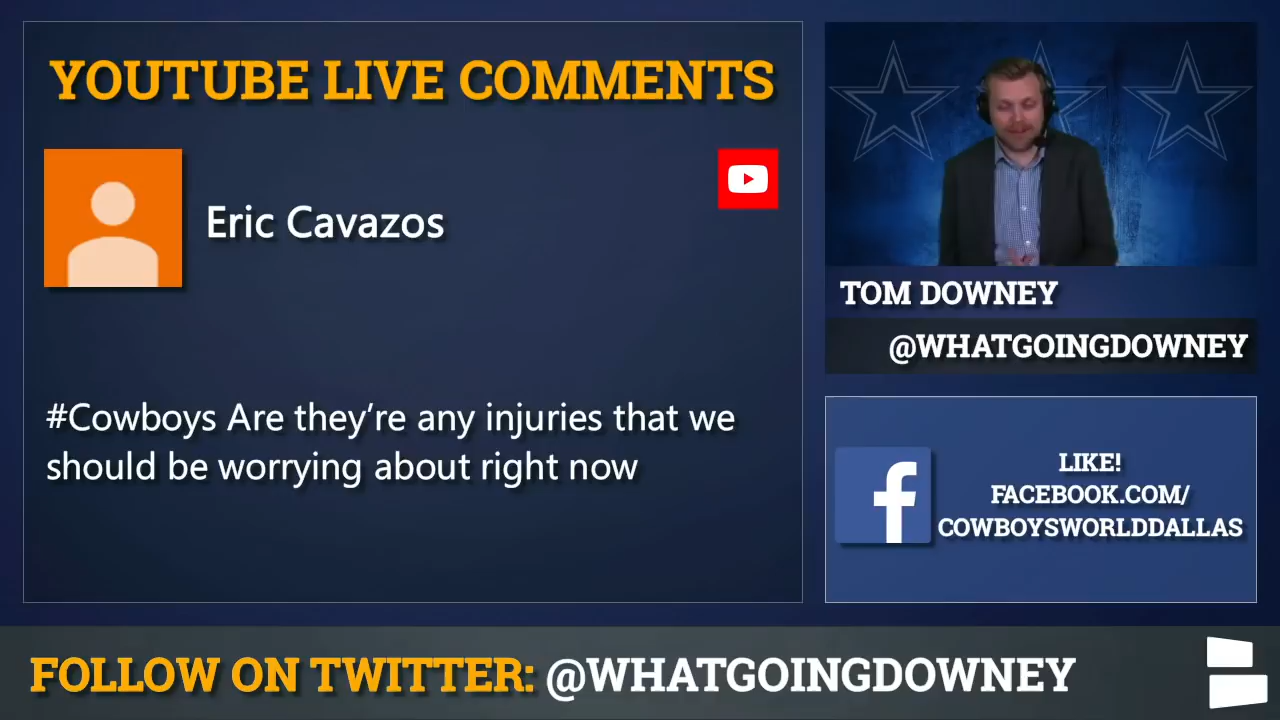 YOUTUBE LIVE COMMENTS
Eric Cavazos
#Cowboys Are they’re any injuries that we
should be worrying about right now
TOM DOWNEY
@WHATGOINGDOWNEY
LIKE!
FACEBOOK.COM/
COWBOYSWORLDDALLAS
FOLLOW ON TWITTER: @WHATGOINGDOWNEY